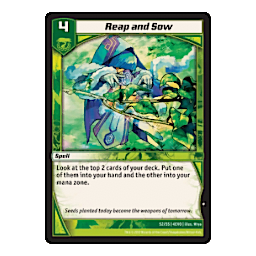 4
Reap and Sow
Spell
Look at the top 2 cards of your deck. Put one
of them into your hand and the other into your
mana zone.
Seeds planted today become the weapons of tomorrow.